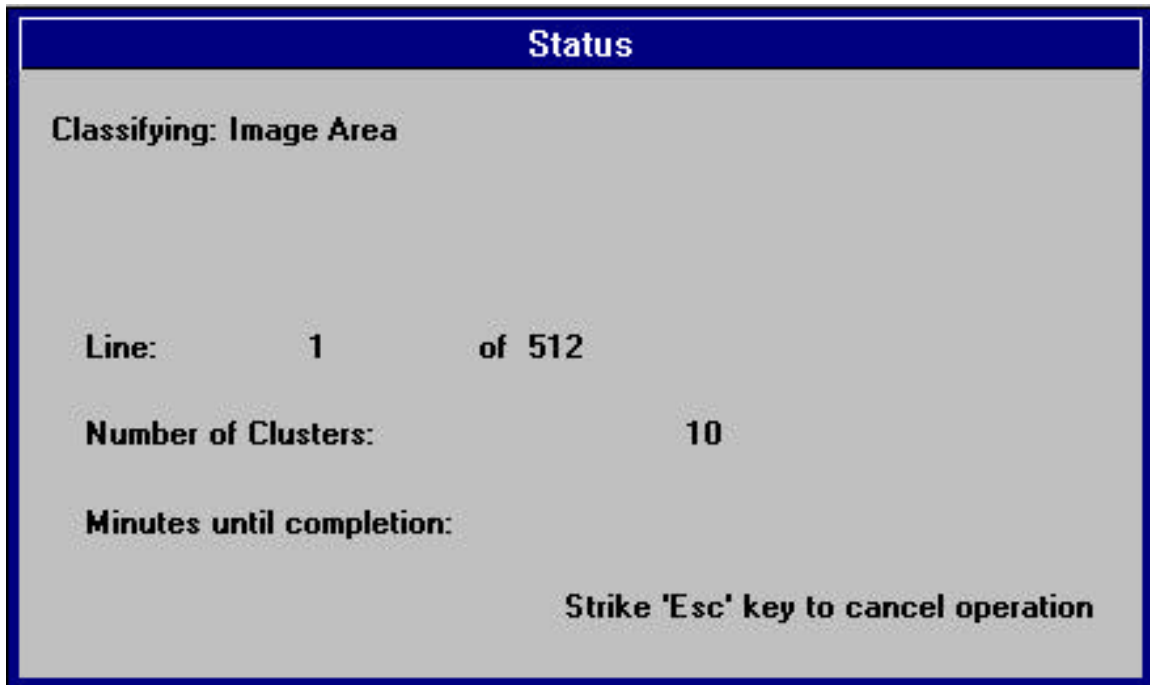 Status
Classifying: Image Area
Line: 1 of 512
Number of Clusters: 10
Minutes until completion:
Strike 'Esc' key to cancel operation